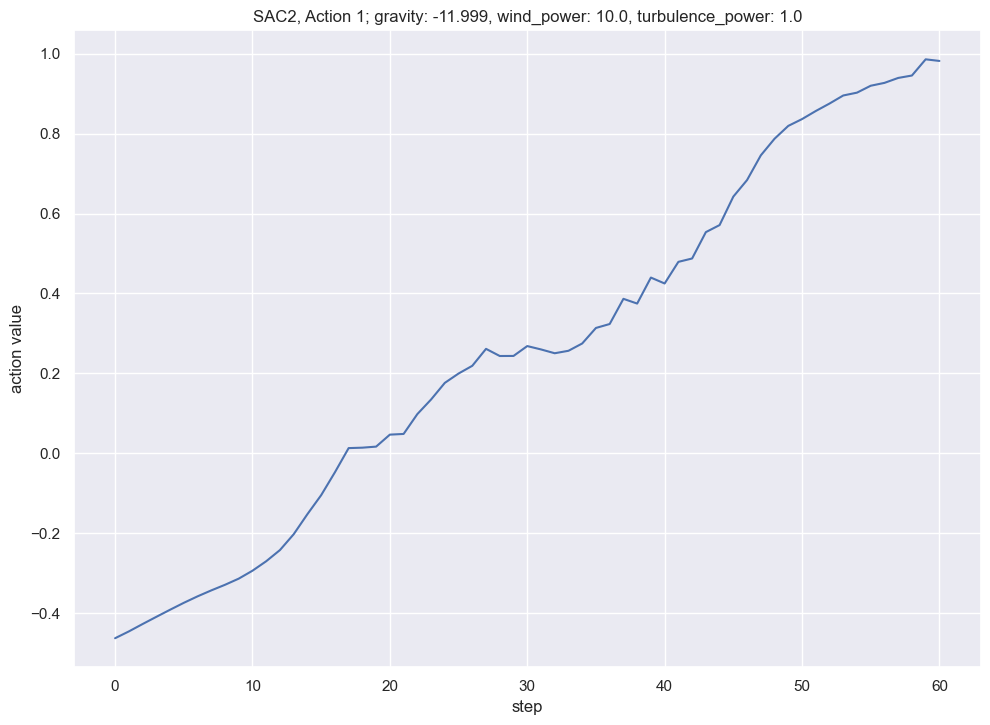 SAC2, Action 1; gravity: -11.999, wind_power: 10.0, turbulence_power: 1.0
1.0
0.8
0.6
0.4
0.2
0.0
−0.2
−0.4
action value
0 10 20 30 40 50 60
step